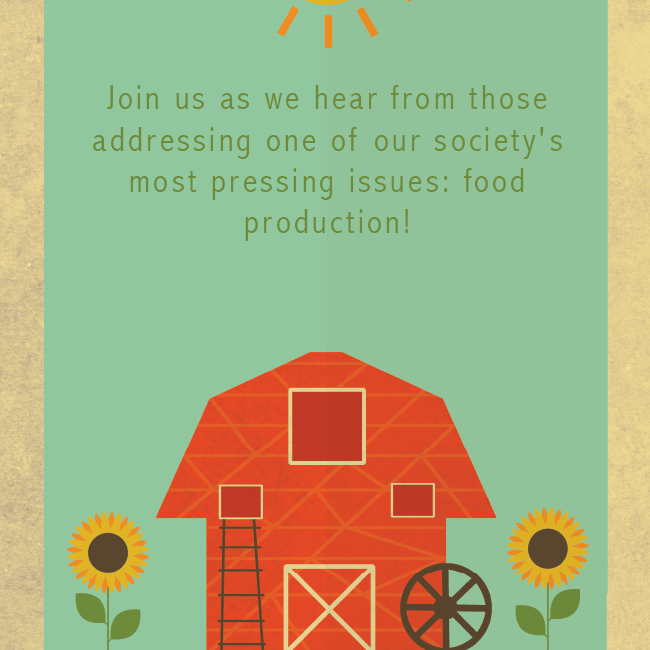 Join us as we hear from those
addressing one of our society's
most pressing issues: food
production!